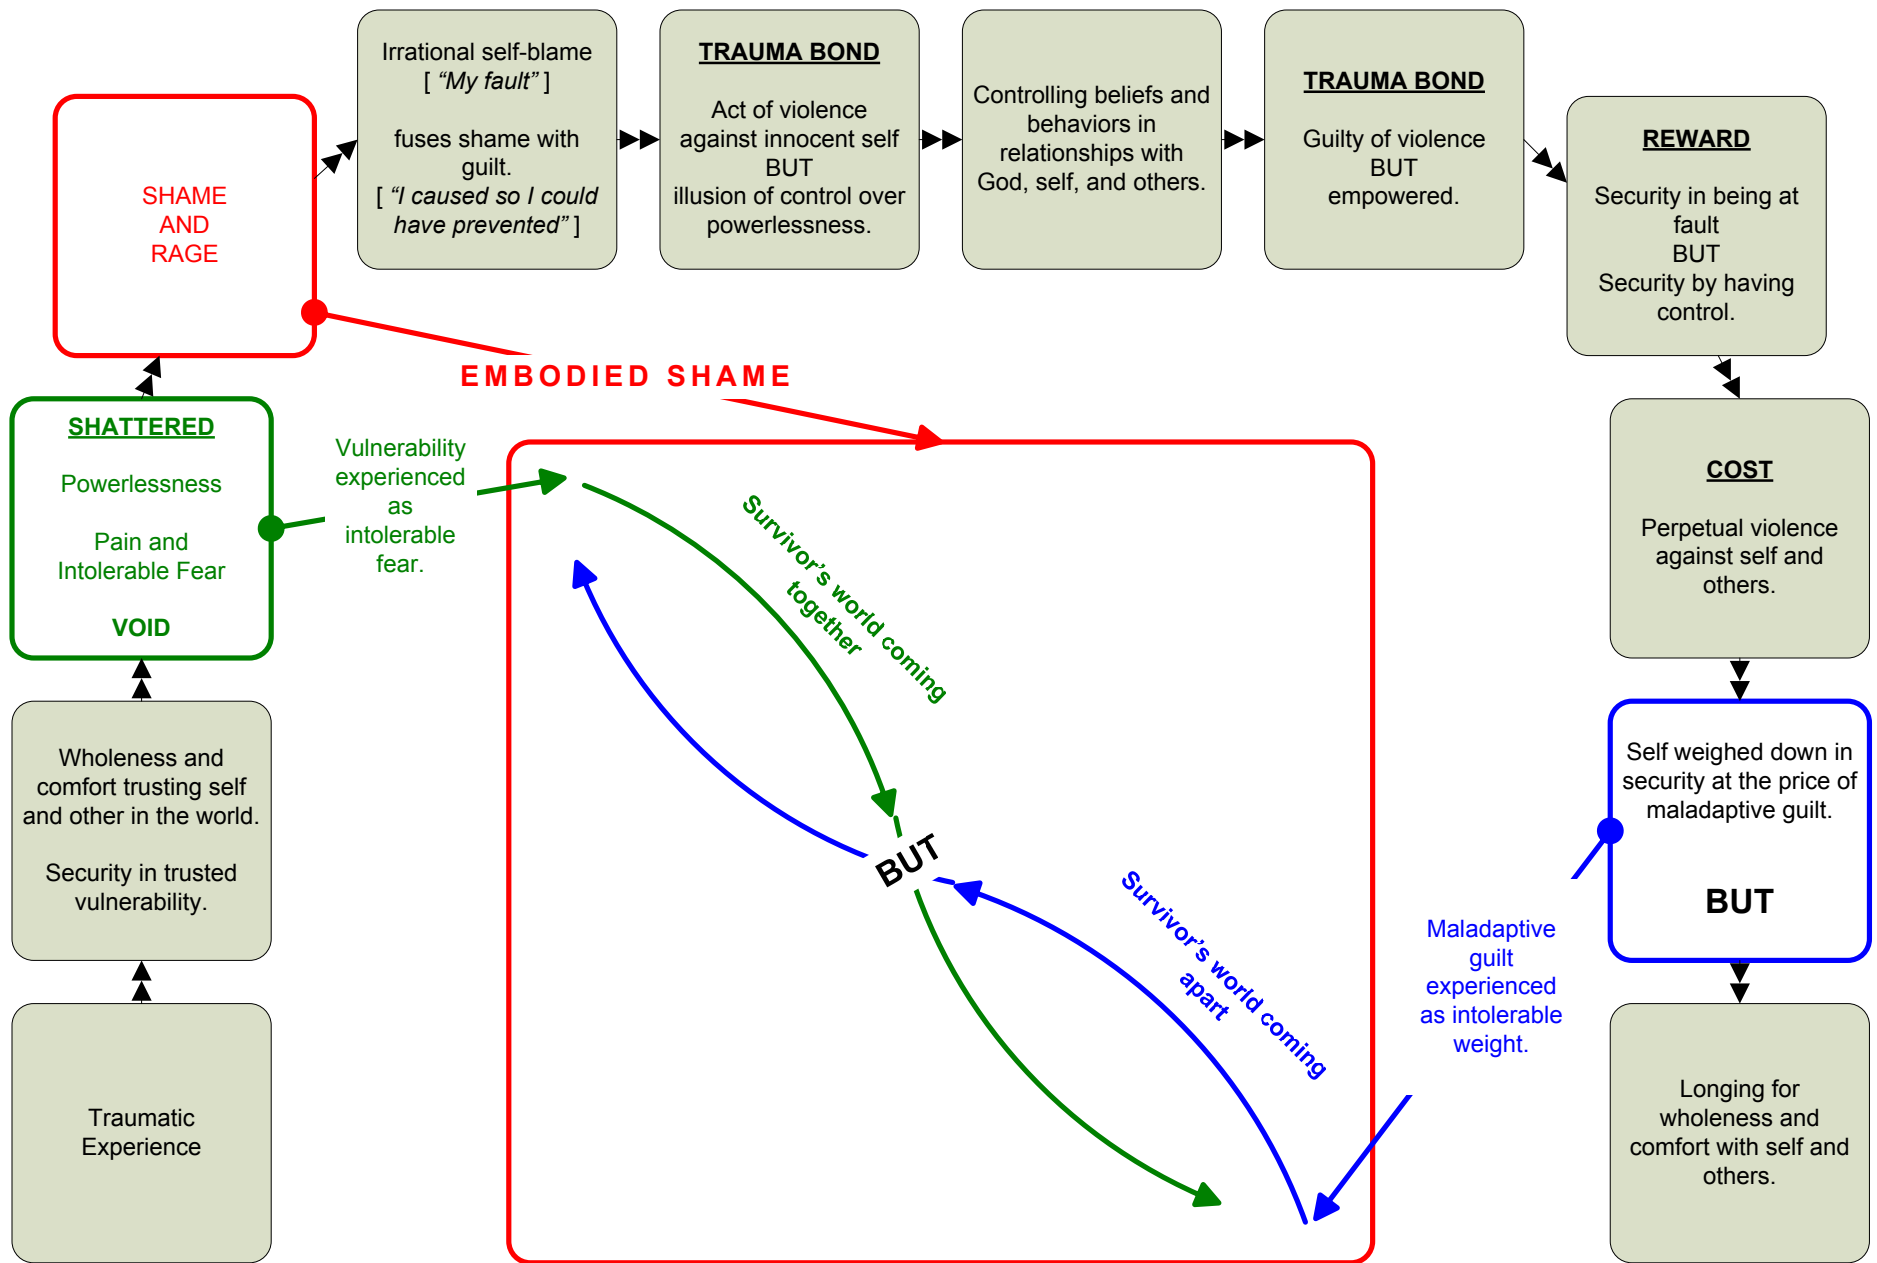 Irrational self-blame
[ “My fault” ]
fuses shame with
guilt.
[ “I caused so I could
have prevented” ]
TRAUMA BOND
Act of violence
against innocent self
BUT
illusion of control over
powerlessness.
Controlling beliefs and
behaviors in
relationships with
God, self, and others.
TRAUMA BOND
Guilty of violence
BUT
empowered.
REWARD
Security in being at
fault
BUT
Security by having
control.
SHAME
AND
RAGE
EMBODIED SHAME
SHATTERED
Powerlessness
Pain and
Intolerable Fear
VOID
Vulnerability
experienced
as
intolerable
fear.
Survivor’s world coming
together
BUT
Survivor’s world coming
apart
COST
Perpetual violence
against self and
others.
Wholeness and
comfort trusting self
and other in the world.
Security in trusted
vulnerability.
Self weighed down in
security at the price of
maladaptive guilt.
BUT
Maladaptive
guilt
experienced
as intolerable
weight.
Traumatic
Experience
Longing for
wholeness and
comfort with self and
others.